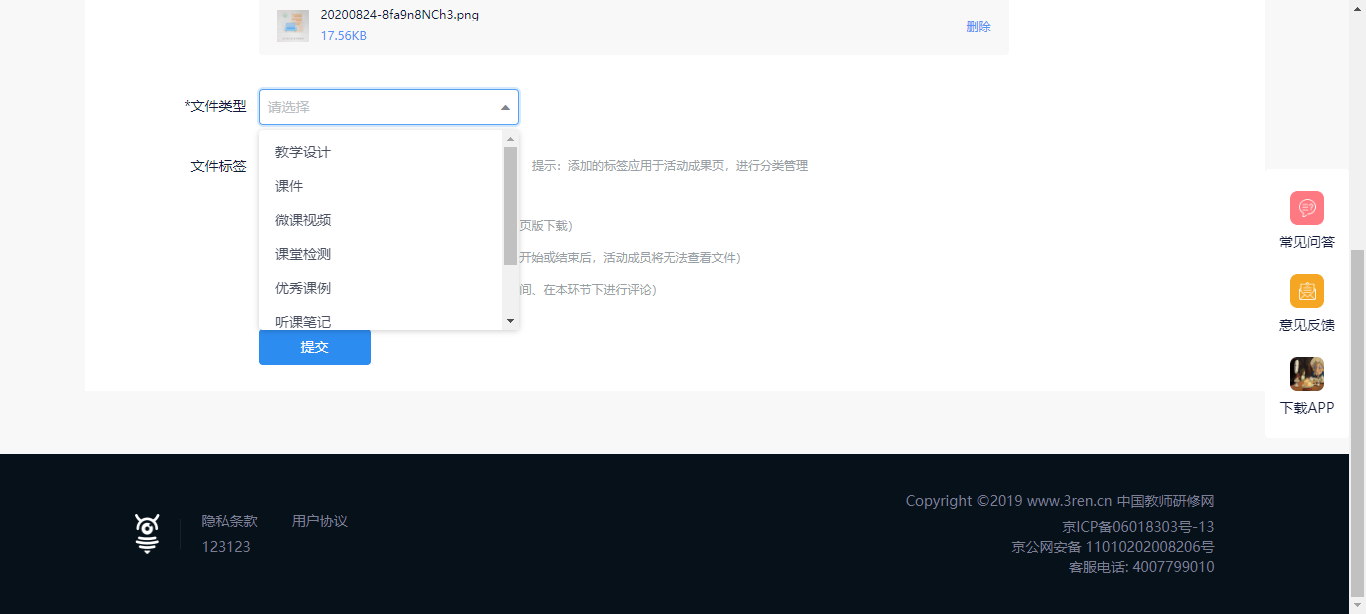 20200824-8fa9n8NCh3.png
17.56KB
删除
*文件类型
请选择
教学设计
文件标签
提示：添加的标签应用于活动成果页，进行分类管理
课件
微课视频
页版下载）
常见问答
课堂检测
开始或结束后，活动成员将无法查看文件）
优秀课例
间、在本环节下进行评论）
听课笔记
意见反馈
提交
下载APP
Copyright ©2019 www.3ren.cn 中国教师研修网
隐私条款 用户协议
京ICP备06018303号-13
123123
京公网安备 11010202008206号
客服电话: 4007799010